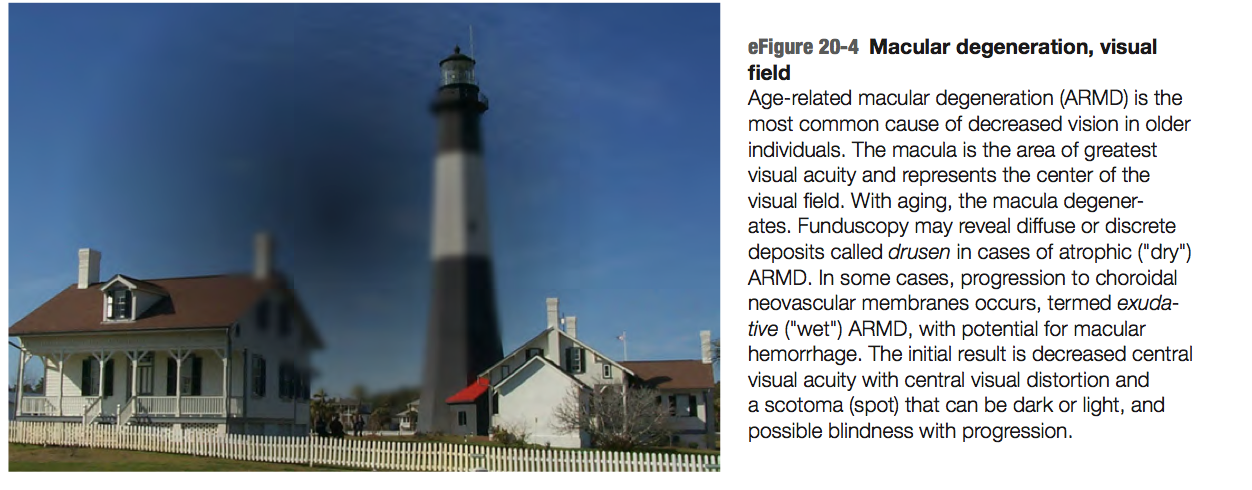 eFigure 20-4 Macular degeneration, visual
field
Age-related macular degeneration (ARMD) is the
most common cause of decreased vision in older
individuals. The macula is the area of greatest
visual acuity and represents the center of the
visual field. With aging, the macula degener-
ates. Funduscopy may reveal diffuse or discrete
deposits called drusen in cases of atrophic ("dry")
ARMD. In some cases, progression to choroidal
neovascular membranes occurs, termed exuda-
tive ("wet") ARMD, with potential for macular
hemorrhage. The initial result is decreased central
visual acuity with central visual distortion and
a scotoma (spot) that can be dark or light, and
possible blindness with progression.